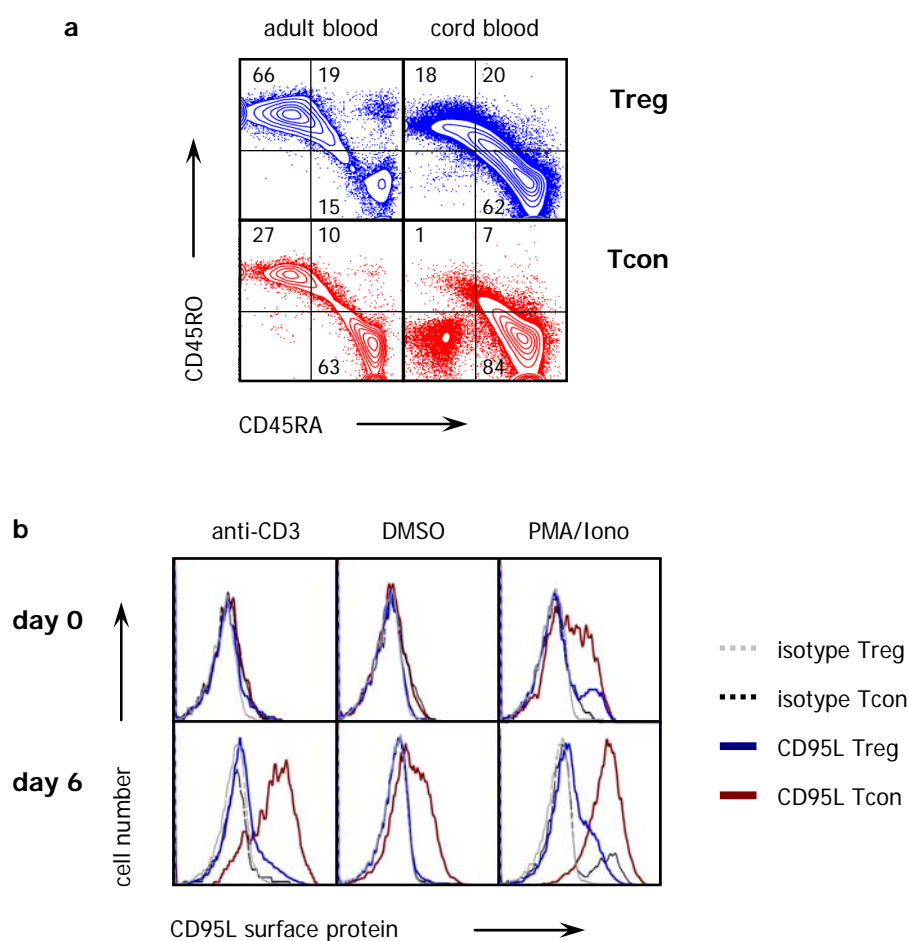 a
adult blood cord blood
66 19 18 20
Treg
15 62
27 10 1 7
Tcon
63 84
CD45RO
CD45RA
b
anti-CD3 DMSO PMA/Iono
day 0
day 6
isotype Treg
isotype Tcon
CD95L Treg
CD95L Tcon
cell number
CD95L surface protein